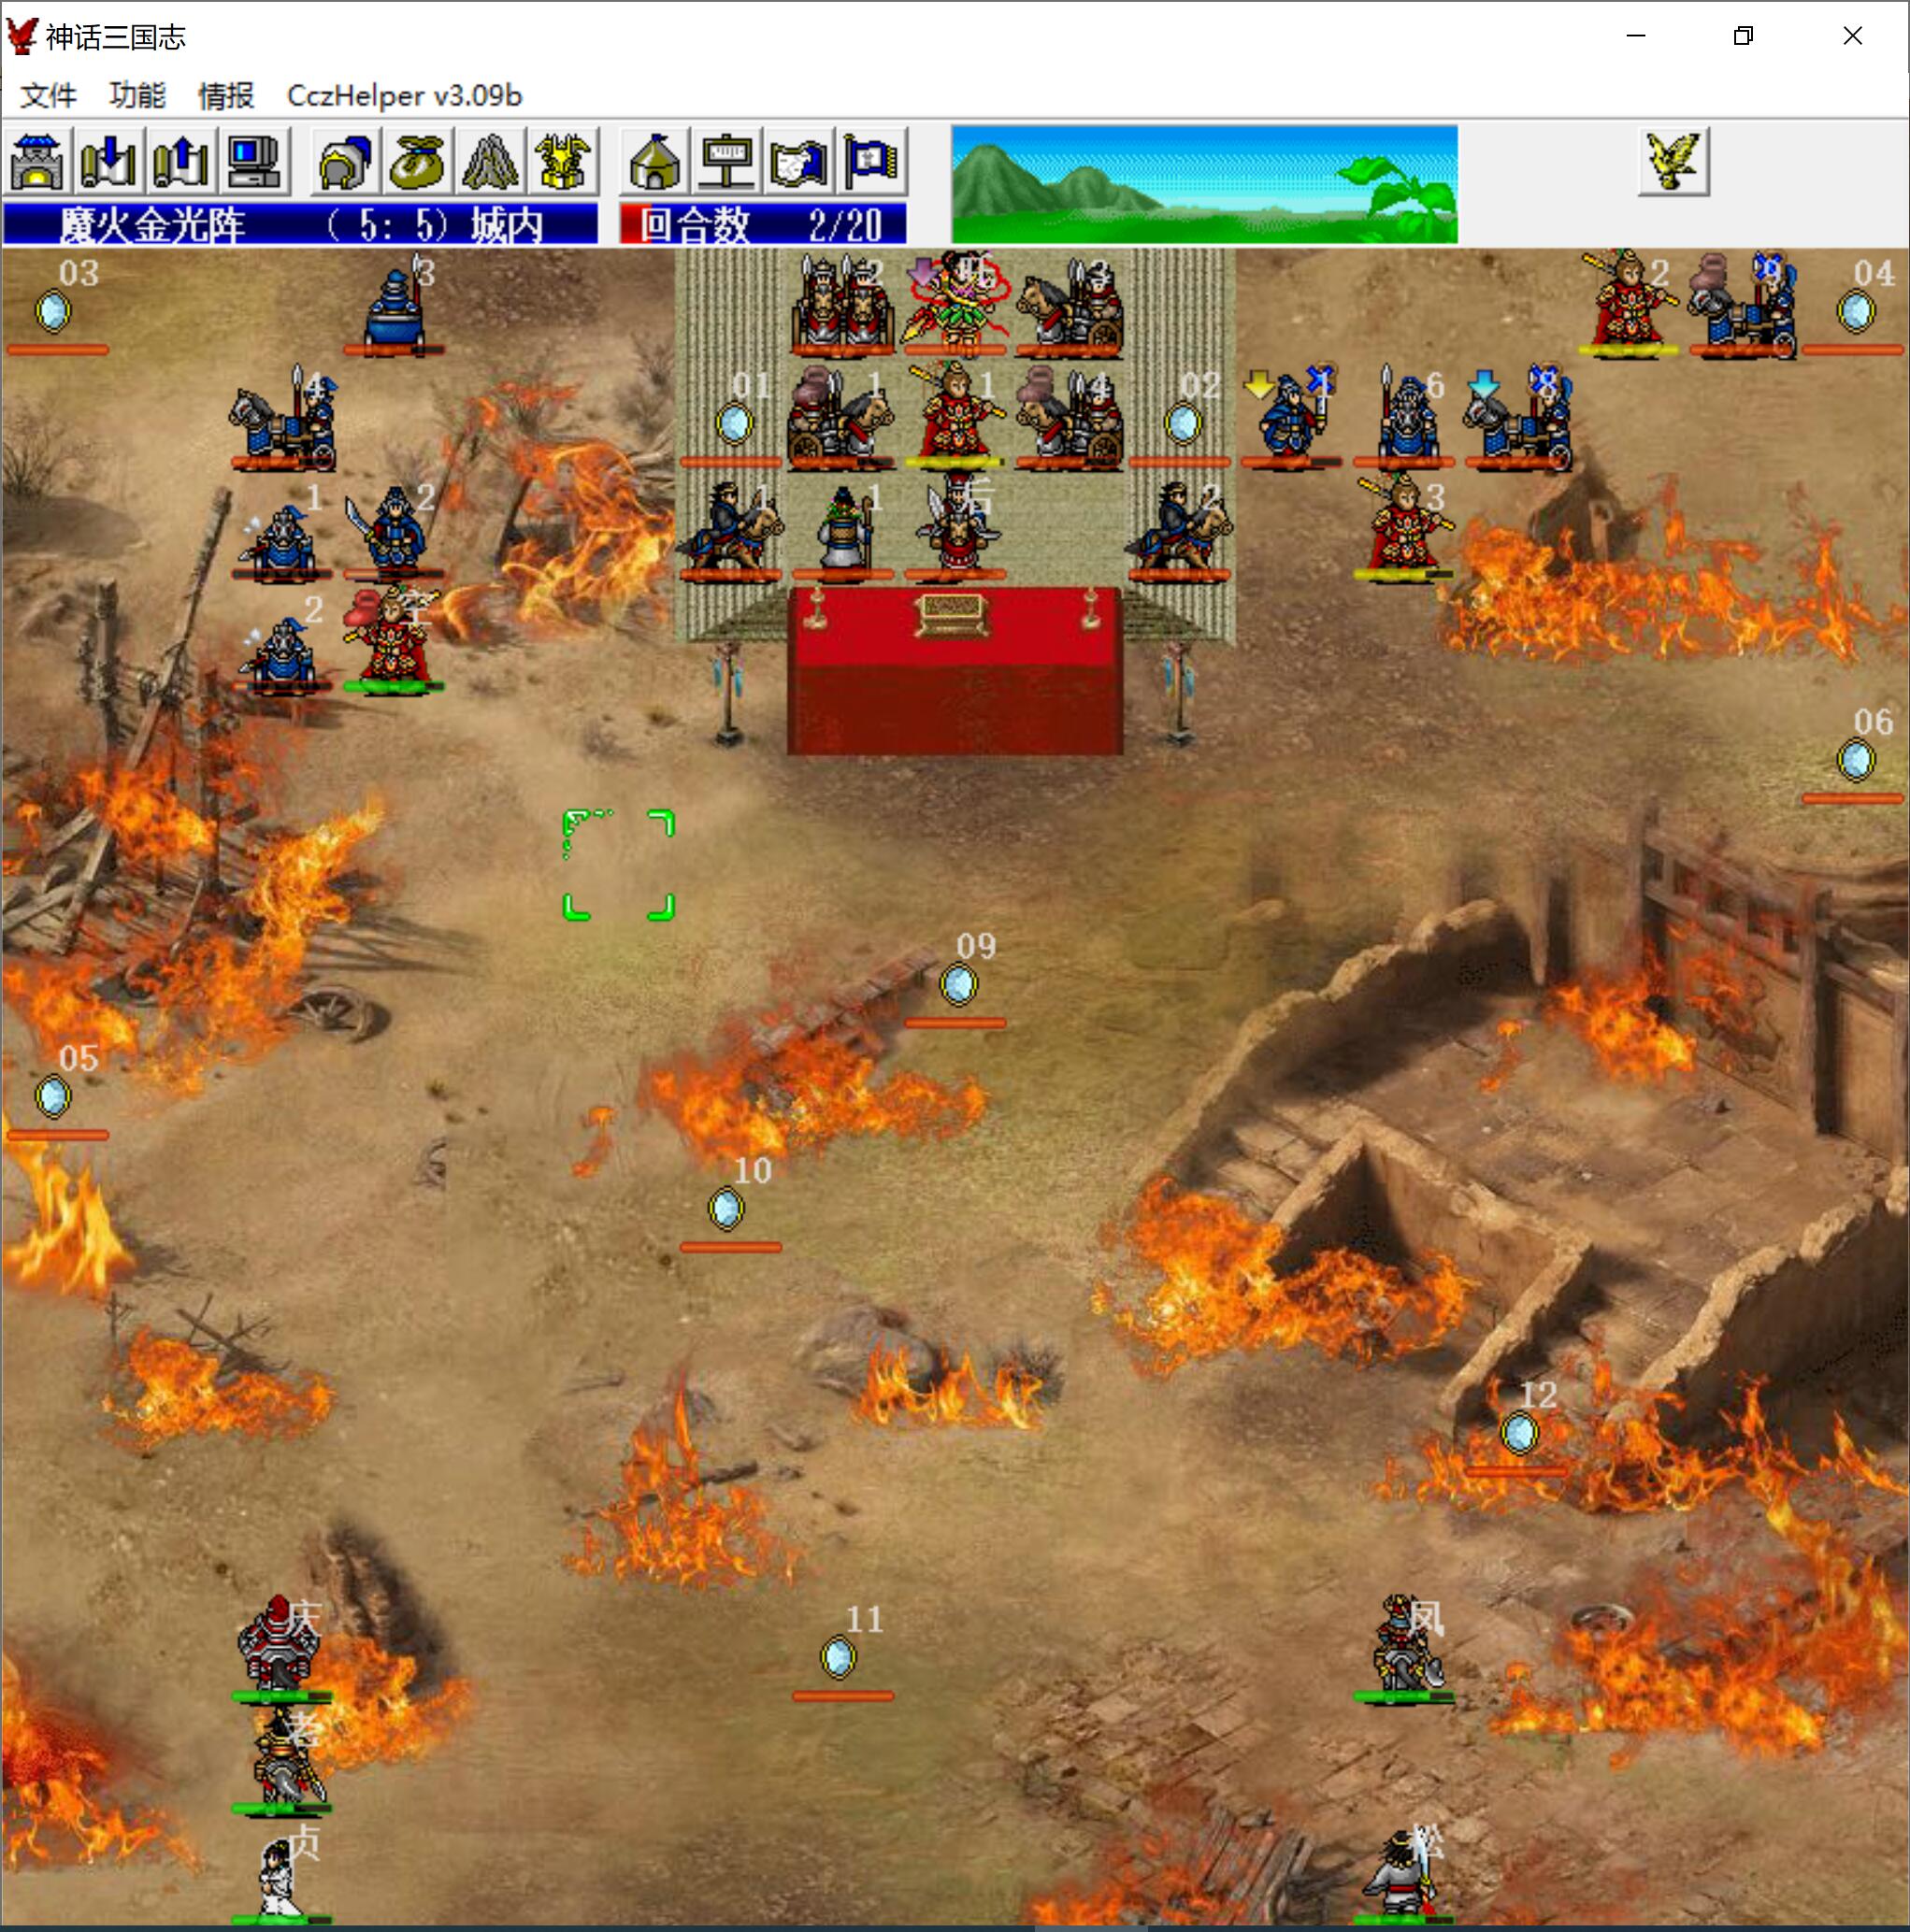 神话三国志
文件 功能 情报 CczHelper v3.09b
魔火金光阵 （ 5: 5）城内 回合数 2/20
03 3 2 2 9 04
4 01 1 1 4 02 1 6 8
1 2 1 1 后 2 3
2 空
06
09
05
10
12
庆 11 凤
老
贞 松